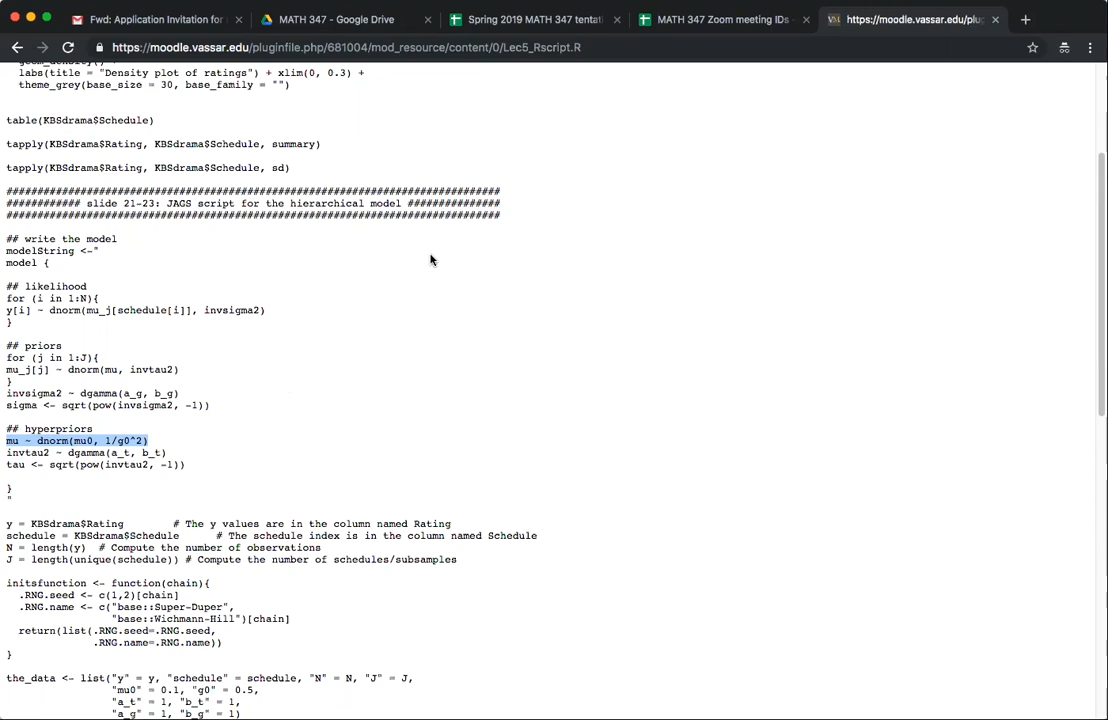 Fwd: Application Invitation for
MATH 347 - Google Drive
Spring 2019 MATH 347 tentat
MATH 347 Zoom meeting IDs -
https://moodle.vassar.edu/plug
https://moodle.vassar.edu/pluginfile.php/681004/mod_resource/content/0/Lec5_Rscript.R
geom_density() +
labs(title = "Density plot of ratings") + xlim(0, 0.3) +
theme_grey(base_size = 30, base_family = "")
table(KBSdrama$Schedule)
tapply(KBSdrama$Rating, KBSdrama$Schedule, summary)
tapply(KBSdrama$Rating, KBSdrama$Schedule, sd)
################################################################################
############ slide 21-23: JAGS script for the hierarchical model ###############
################################################################################
## write the model
modelString <-"
model {
## likelihood
for (i in 1:N){
y[i] ~ dnorm(mu_j[schedule[i]], invsigma2)
}
## priors
for (j in 1:J){
mu_j[j] ~ dnorm(mu, invtau2)
}
invsigma2 ~ dgamma(a_g, b_g)
sigma <- sqrt(pow(invsigma2, -1))
## hyperpriors
mu ~ dnorm(mu0, 1/g0^2)
invtau2 ~ dgamma(a_t, b_t)
tau <- sqrt(pow(invtau2, -1))
}
"
y = KBSdrama$Rating # The y values are in the column named Rating
schedule = KBSdrama$Schedule # The schedule index is in the column named Schedule
N = length(y) # Compute the number of observations
J = length(unique(schedule)) # Compute the number of schedules/subsamples
initsfunction <- function(chain){
.RNG.seed <- c(1,2)[chain]
.RNG.name <- c("base::Super-Duper",
"base::Wichmann-Hill")[chain]
return(list(.RNG.seed=.RNG.seed,
.RNG.name=.RNG.name))
}
the_data <- list("y" = y, "schedule" = schedule, "N" = N, "J" = J,
"mu0" = 0.1, "g0" = 0.5,
"a_t" = 1, "b_t" = 1,
"a_g" = 1, "b_g" = 1)